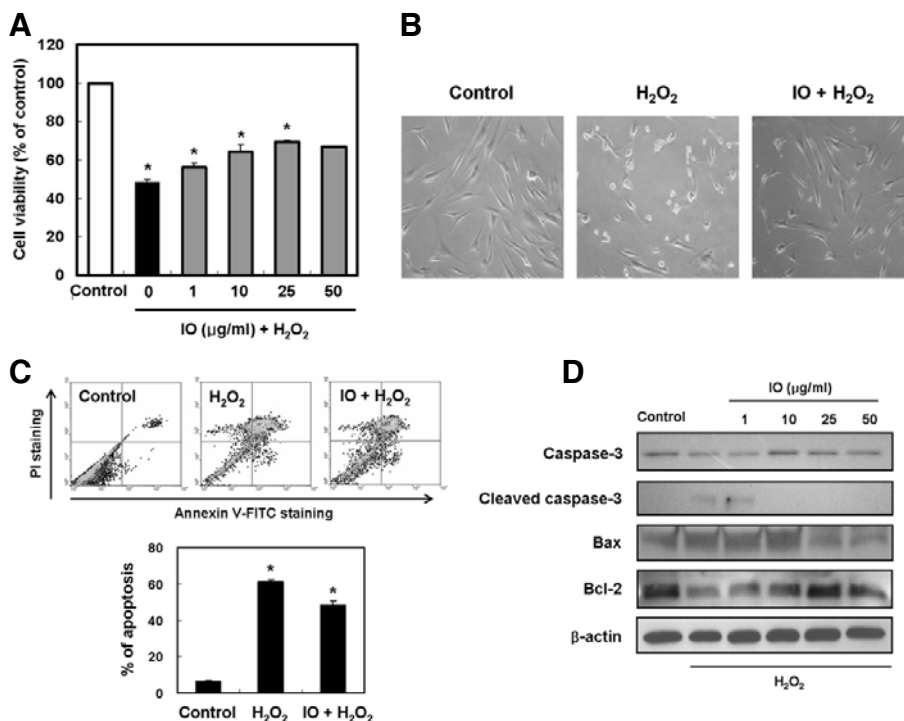 A
Cell viability (% of control)
120
100
80
60
40
20
0
*
*
*
*
Control
0
1
10
25
50
IO (μg/ml) + H₂O₂
B
Control
H₂O₂
IO + H₂O₂
C
PI staining
Control
H₂O₂
IO + H₂O₂
Annexin V-FITC staining
% of apoptosis
80
60
40
20
0
*
*
Control
H₂O₂
IO + H₂O₂
D
IO (μg/ml)
Control
1
10
25
50
Caspase-3
Cleaved caspase-3
Bax
Bcl-2
β-actin
H₂O₂